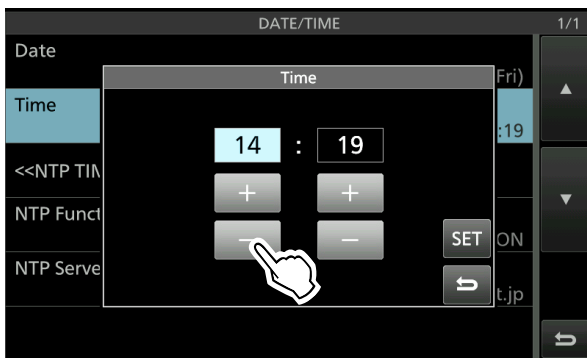 DATE/TIME 1/1
Date
Fri)
Time
Time
:19
14 : 19
<<NTP TIM
+ +
NTP Funct
ON
− −
SET
NTP Serve
t.jp